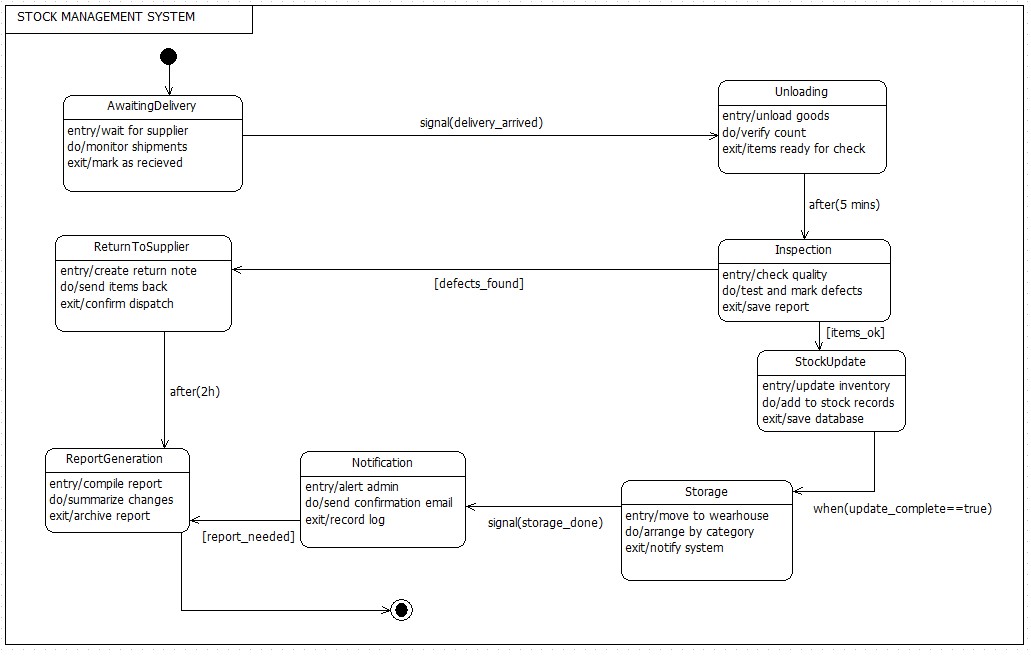 STOCK MANAGEMENT SYSTEM
AwaitingDelivery
entry/wait for supplier
do/monitor shipments
exit/mark as recieved
signal(delivery_arrived)
Unloading
entry/unload goods
do/verify count
exit/items ready for check
after(5 mins)
ReturnToSupplier
entry/create return note
do/send items back
exit/confirm dispatch
[defects_found]
Inspection
entry/check quality
do/test and mark defects
exit/save report
[items_ok]
StockUpdate
entry/update inventory
do/add to stock records
exit/save database
after(2h)
ReportGeneration
entry/compile report
do/summarize changes
exit/archive report
[report_needed]
Notification
entry/alert admin
do/send confirmation email
exit/record log
signal(storage_done)
Storage
entry/move to wearhouse
do/arrange by category
exit/notify system
when(update_complete==true)